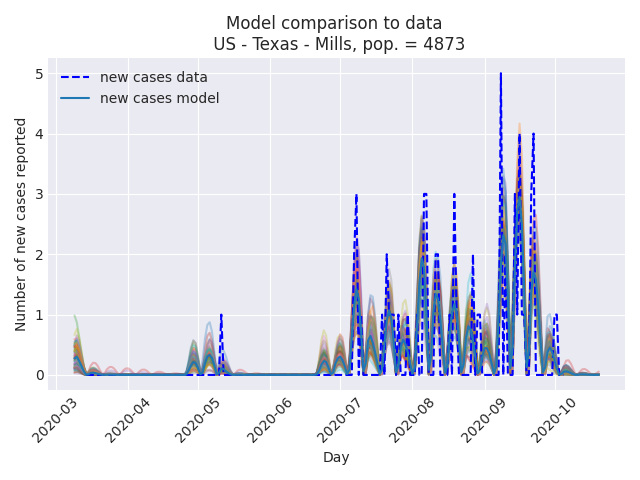 Model comparison to data
US - Texas - Mills, pop. = 4873
new cases data
new cases model
Number of new cases reported
5
4
3
2
1
0
2020-03
2020-04
2020-05
2020-06
2020-07
2020-08
2020-09
2020-10
Day